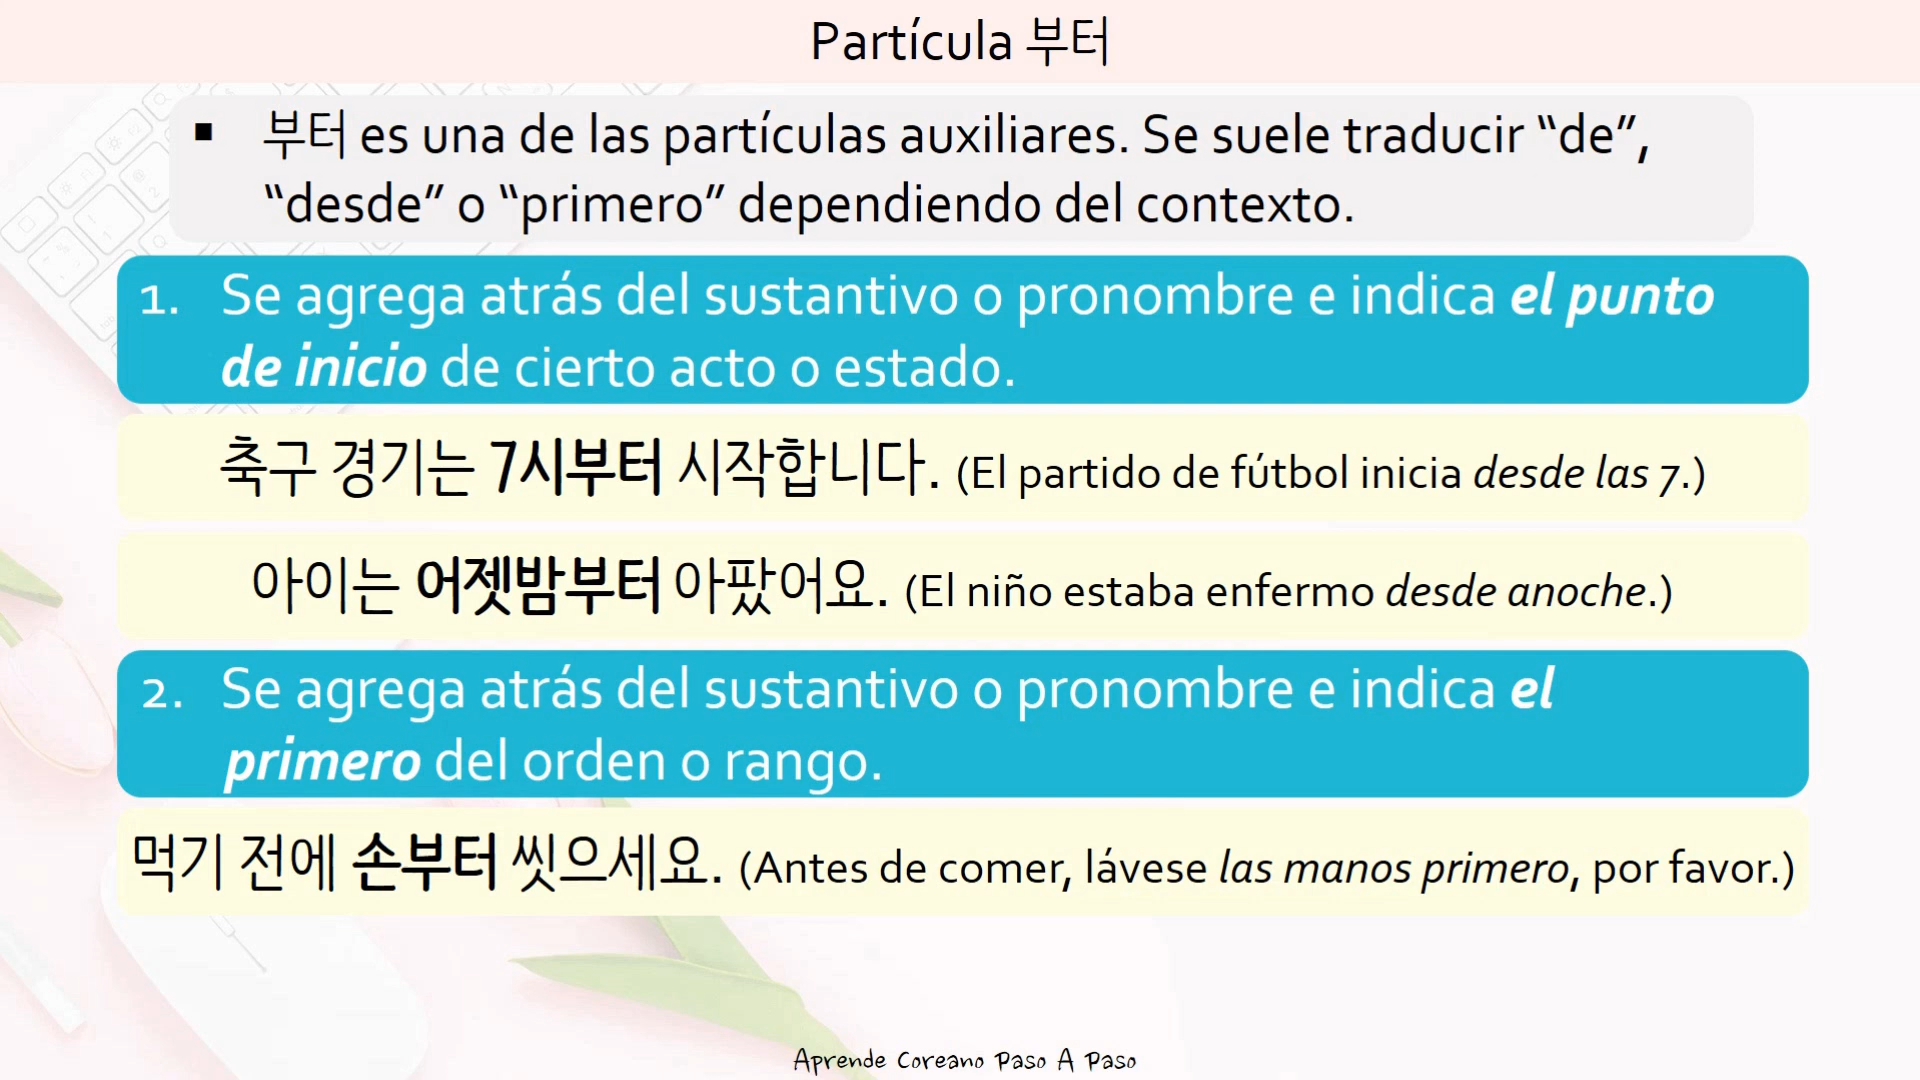 Partícula 부터
▪ 부터 es una de las partículas auxiliares. Se suele traducir “de”,
“desde” o “primero” dependiendo del contexto.
1. Se agrega atrás del sustantivo o pronombre e indica el punto
de inicio de cierto acto o estado.
축구 경기는 7시부터 시작합니다. (El partido de fútbol inicia desde las 7.)
아이는 어젯밤부터 아팠어요. (El niño estaba enfermo desde anoche.)
2. Se agrega atrás del sustantivo o pronombre e indica el
primero del orden o rango.
먹기 전에 손부터 씻으세요. (Antes de comer, lávese las manos primero, por favor.)
Aprende Coreano Paso A Paso